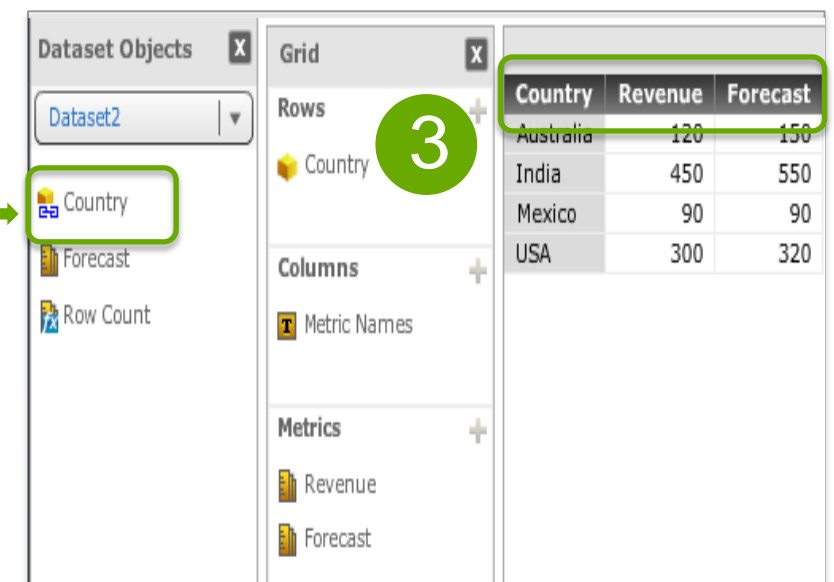 Dataset Objects X
Dataset2
Country
Forecast
Row Count
Grid X
Rows
3
Country
Columns
Metric Names
Metrics
Revenue
Forecast
Country Revenue Forecast
Australia 120 150
India 450 550
Mexico 90 90
USA 300 320